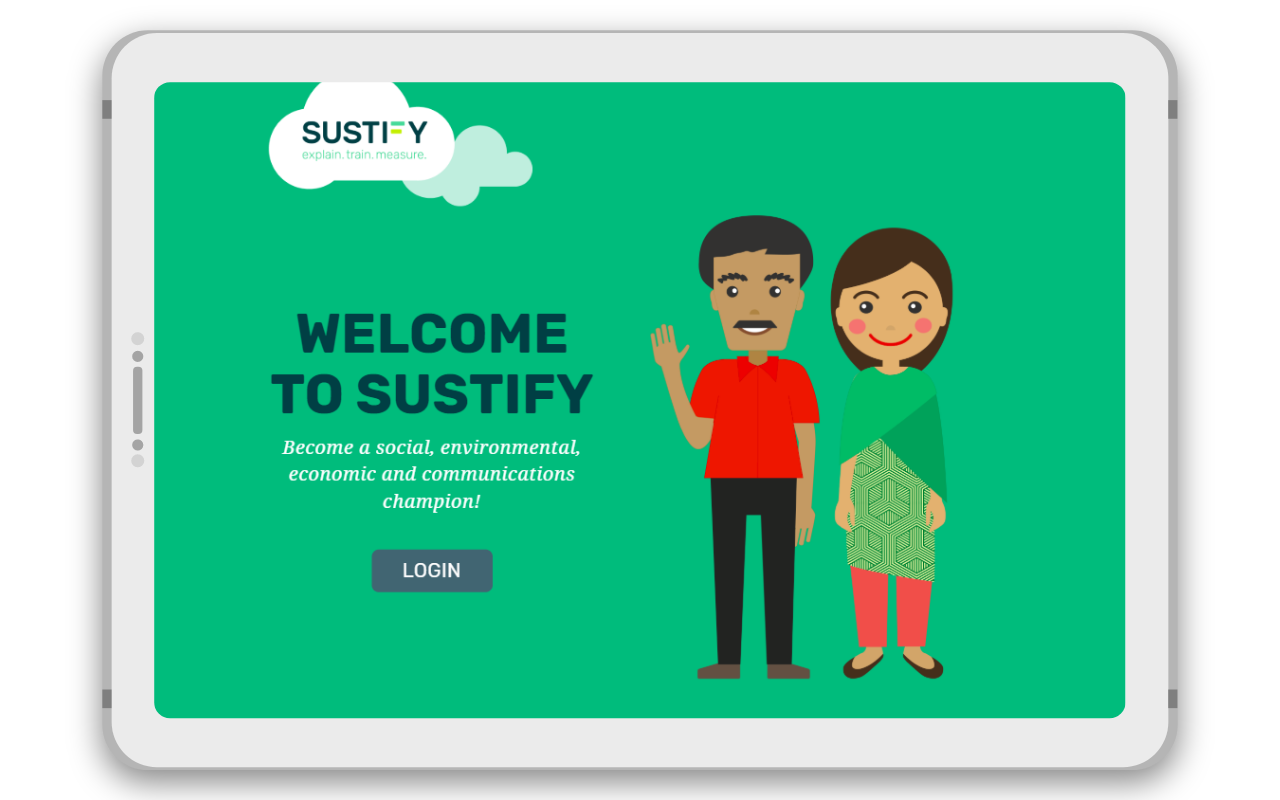 SUSTIFY
explain. train. measure.
WELCOME
TO SUSTIFY
Become a social, environmental,
economic and communications
champion!
LOGIN